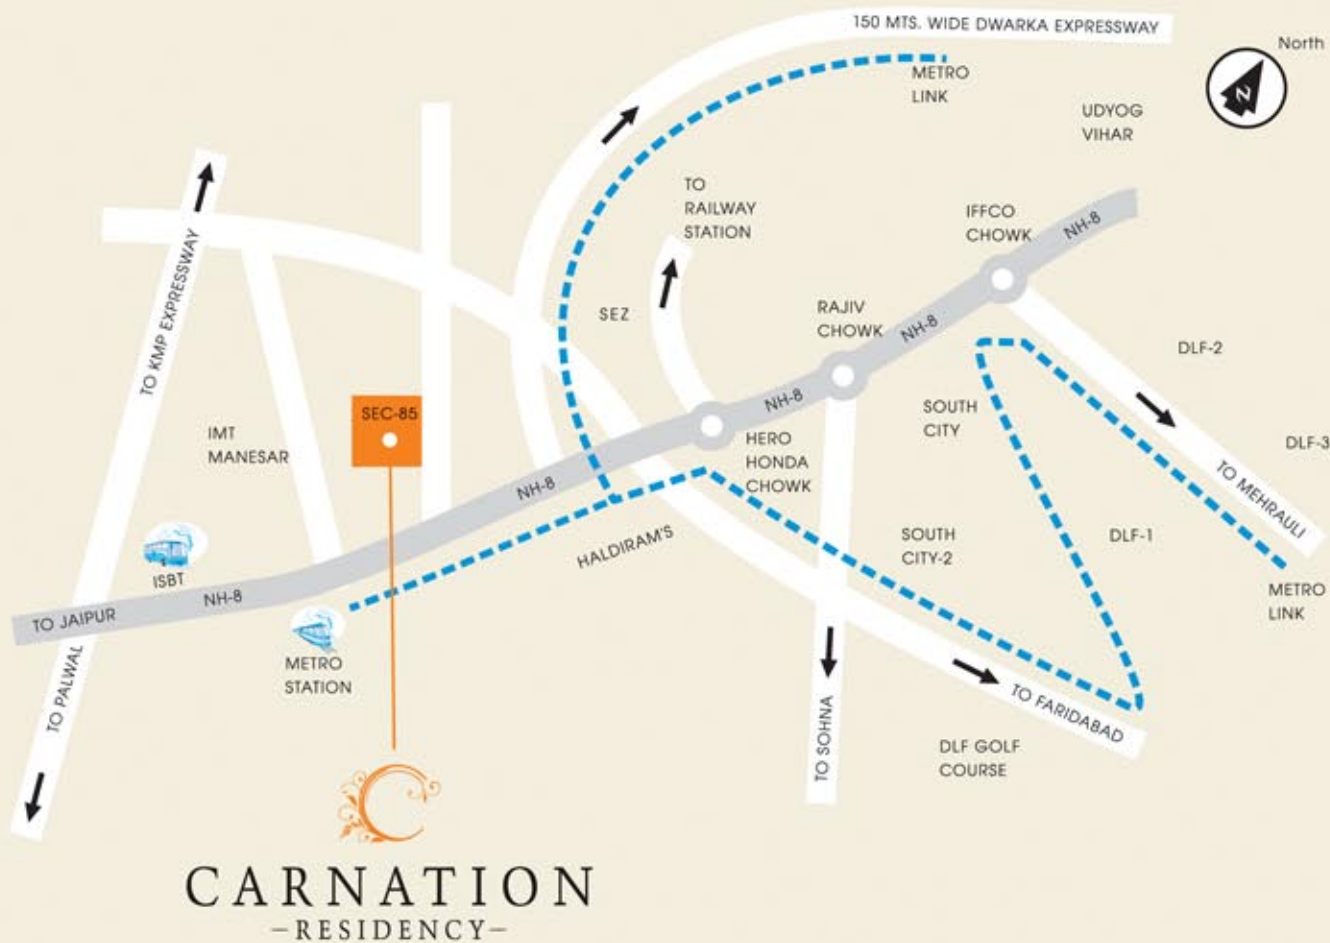 150 MTS. WIDE DWARKA EXPRESSWAY
North
N
METRO
LINK
UDYOG
VIHAR
TO
RAILWAY
STATION
IFFCO
CHOWK
NH-8
SEZ
RAJIV
CHOWK
NH-8
TO KMP EXPRESSWAY
DLF-2
SEC-85
NH-8
SOUTH
CITY
IMT
MANESAR
HERO
HONDA
CHOWK
DLF-3
TO MEHRAULI
NH-8
HALDIRAM'S
SOUTH
CITY-2
DLF-1
ISBT
NH-8
TO JAIPUR
METRO
LINK
METRO
STATION
TO PALWAL
TO SOHNA
TO FARIDABAD
DLF GOLF
COURSE
C
CARNATION
-RESIDENCY-